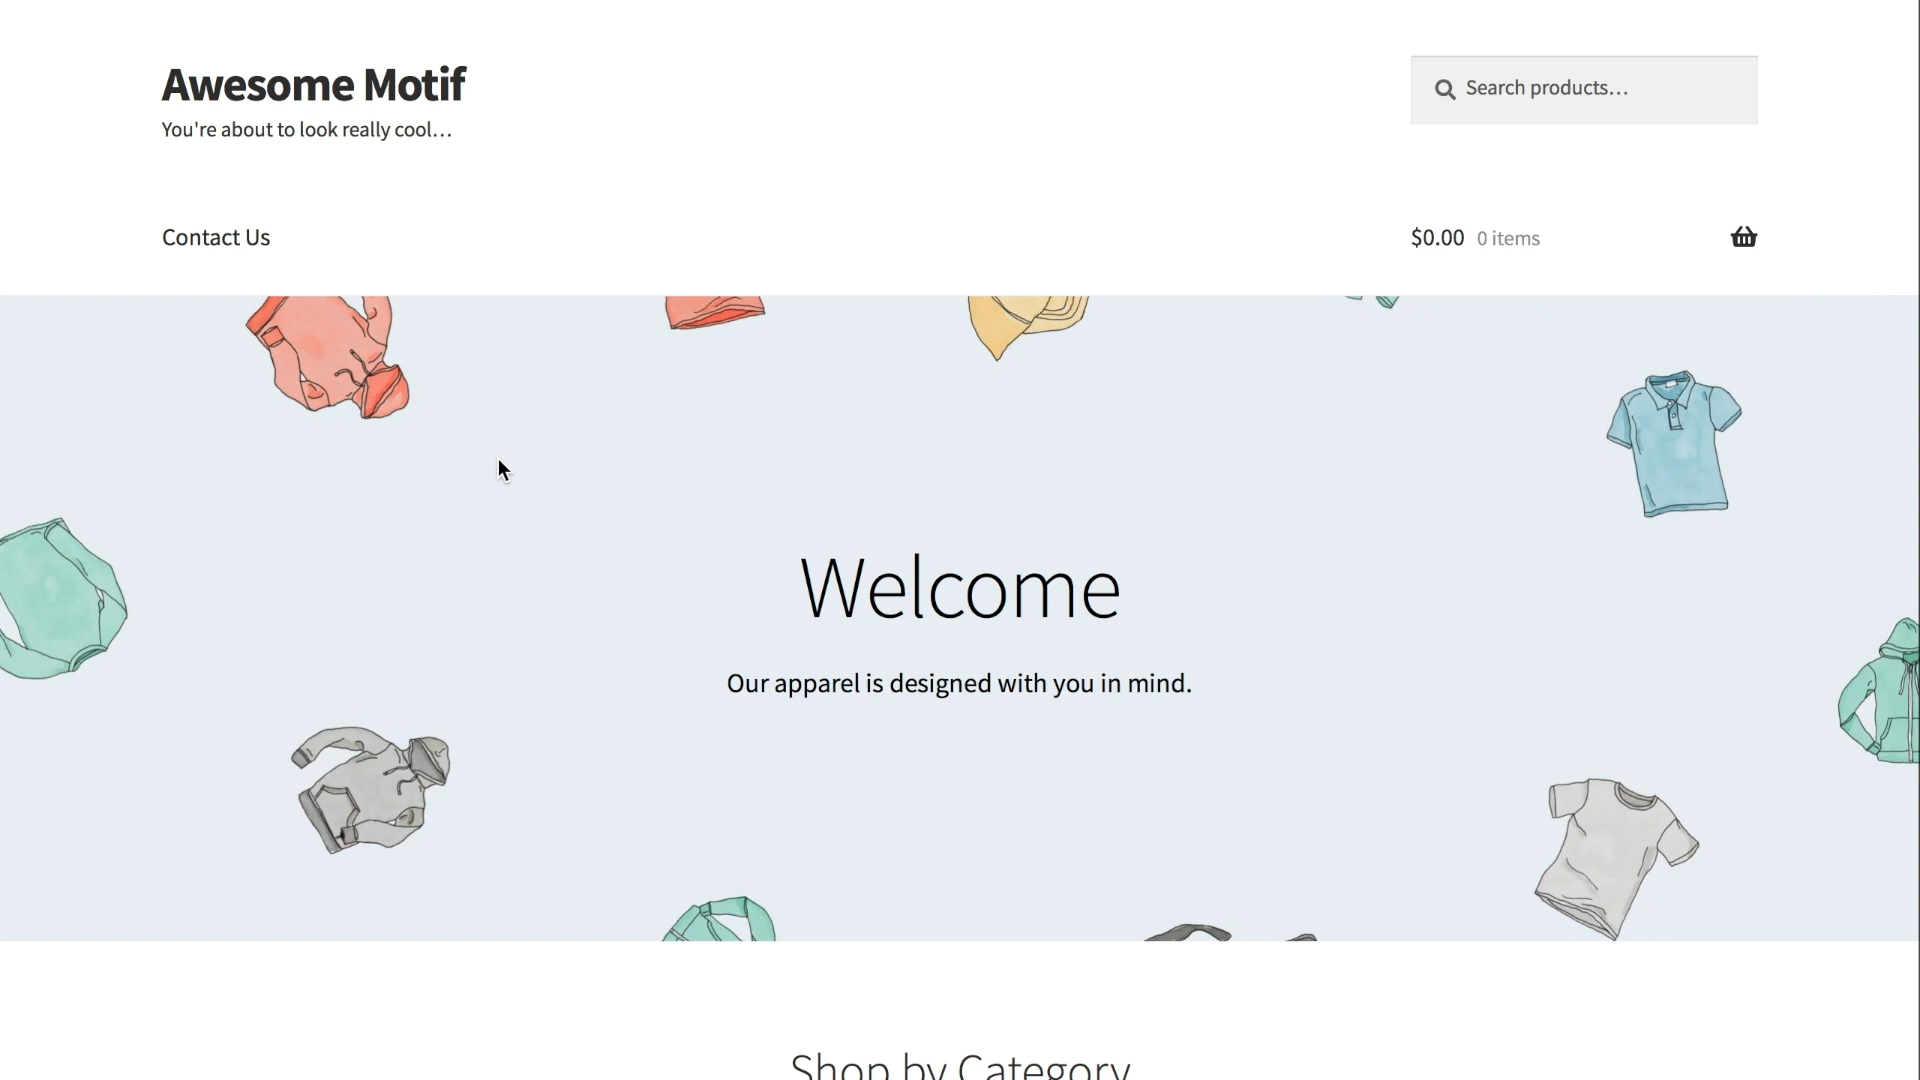 Awesome Motif
You're about to look really cool…
Search products…
Contact Us
$0.00 0 items
Welcome
Our apparel is designed with you in mind.
Shop by Category